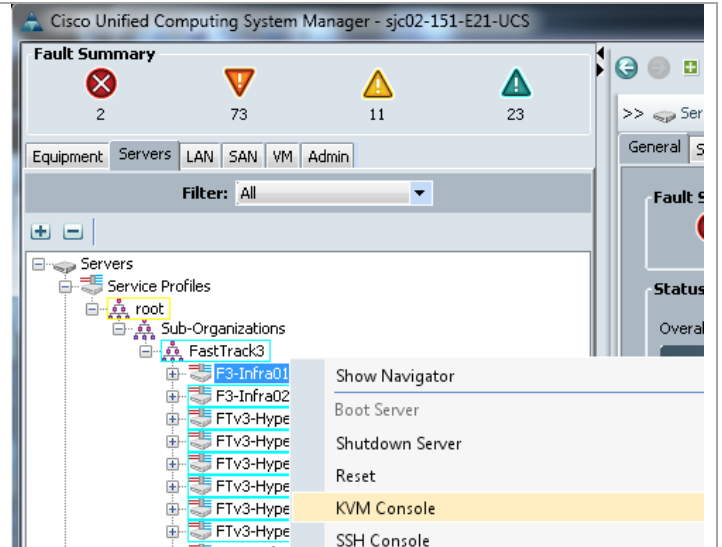 Cisco Unified Computing System Manager - sjc02-151-E21-UCS
Fault Summary
2 73 11 23
Equipment Servers LAN SAN VM Admin
Filter: All
Servers
Service Profiles
root
Sub-Organizations
FastTrack3
F3-Infra01
F3-Infra02
FTv3-Hype
FTv3-Hype
FTv3-Hype
FTv3-Hype
FTv3-Hype
FTv3-Hype
Show Navigator
Boot Server
Shutdown Server
Reset
KVM Console
SSH Console
>> Ser
General S
Fault S
Status
Overal